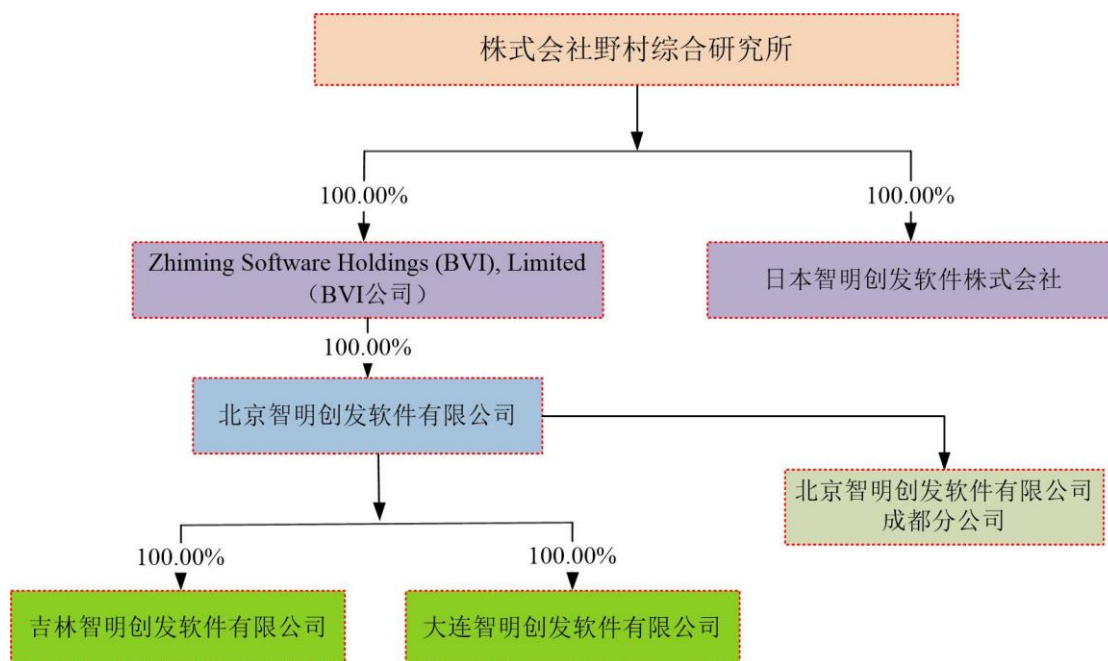 株式会社野村综合研究所
100.00%
100.00%
Zhiming Software Holdings (BVI), Limited
（BVI公司）
日本智明创发软件株式会社
100.00%
北京智明创发软件有限公司
北京智明创发软件有限公司
成都分公司
100.00%
100.00%
吉林智明创发软件有限公司
大连智明创发软件有限公司